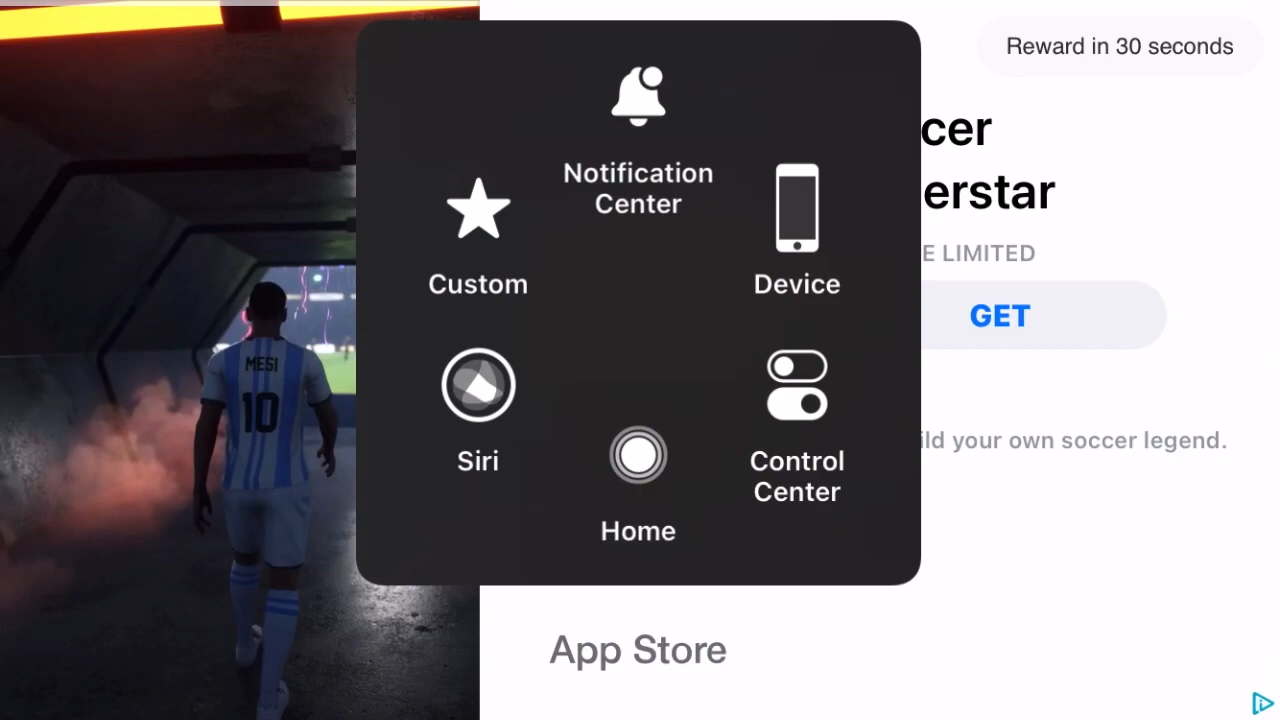 Reward in 30 seconds
cer
erstar
E LIMITED
GET
ild your own soccer legend.
Notification
Center
Custom
Device
Siri
Control
Center
Home
MESI
10
App Store